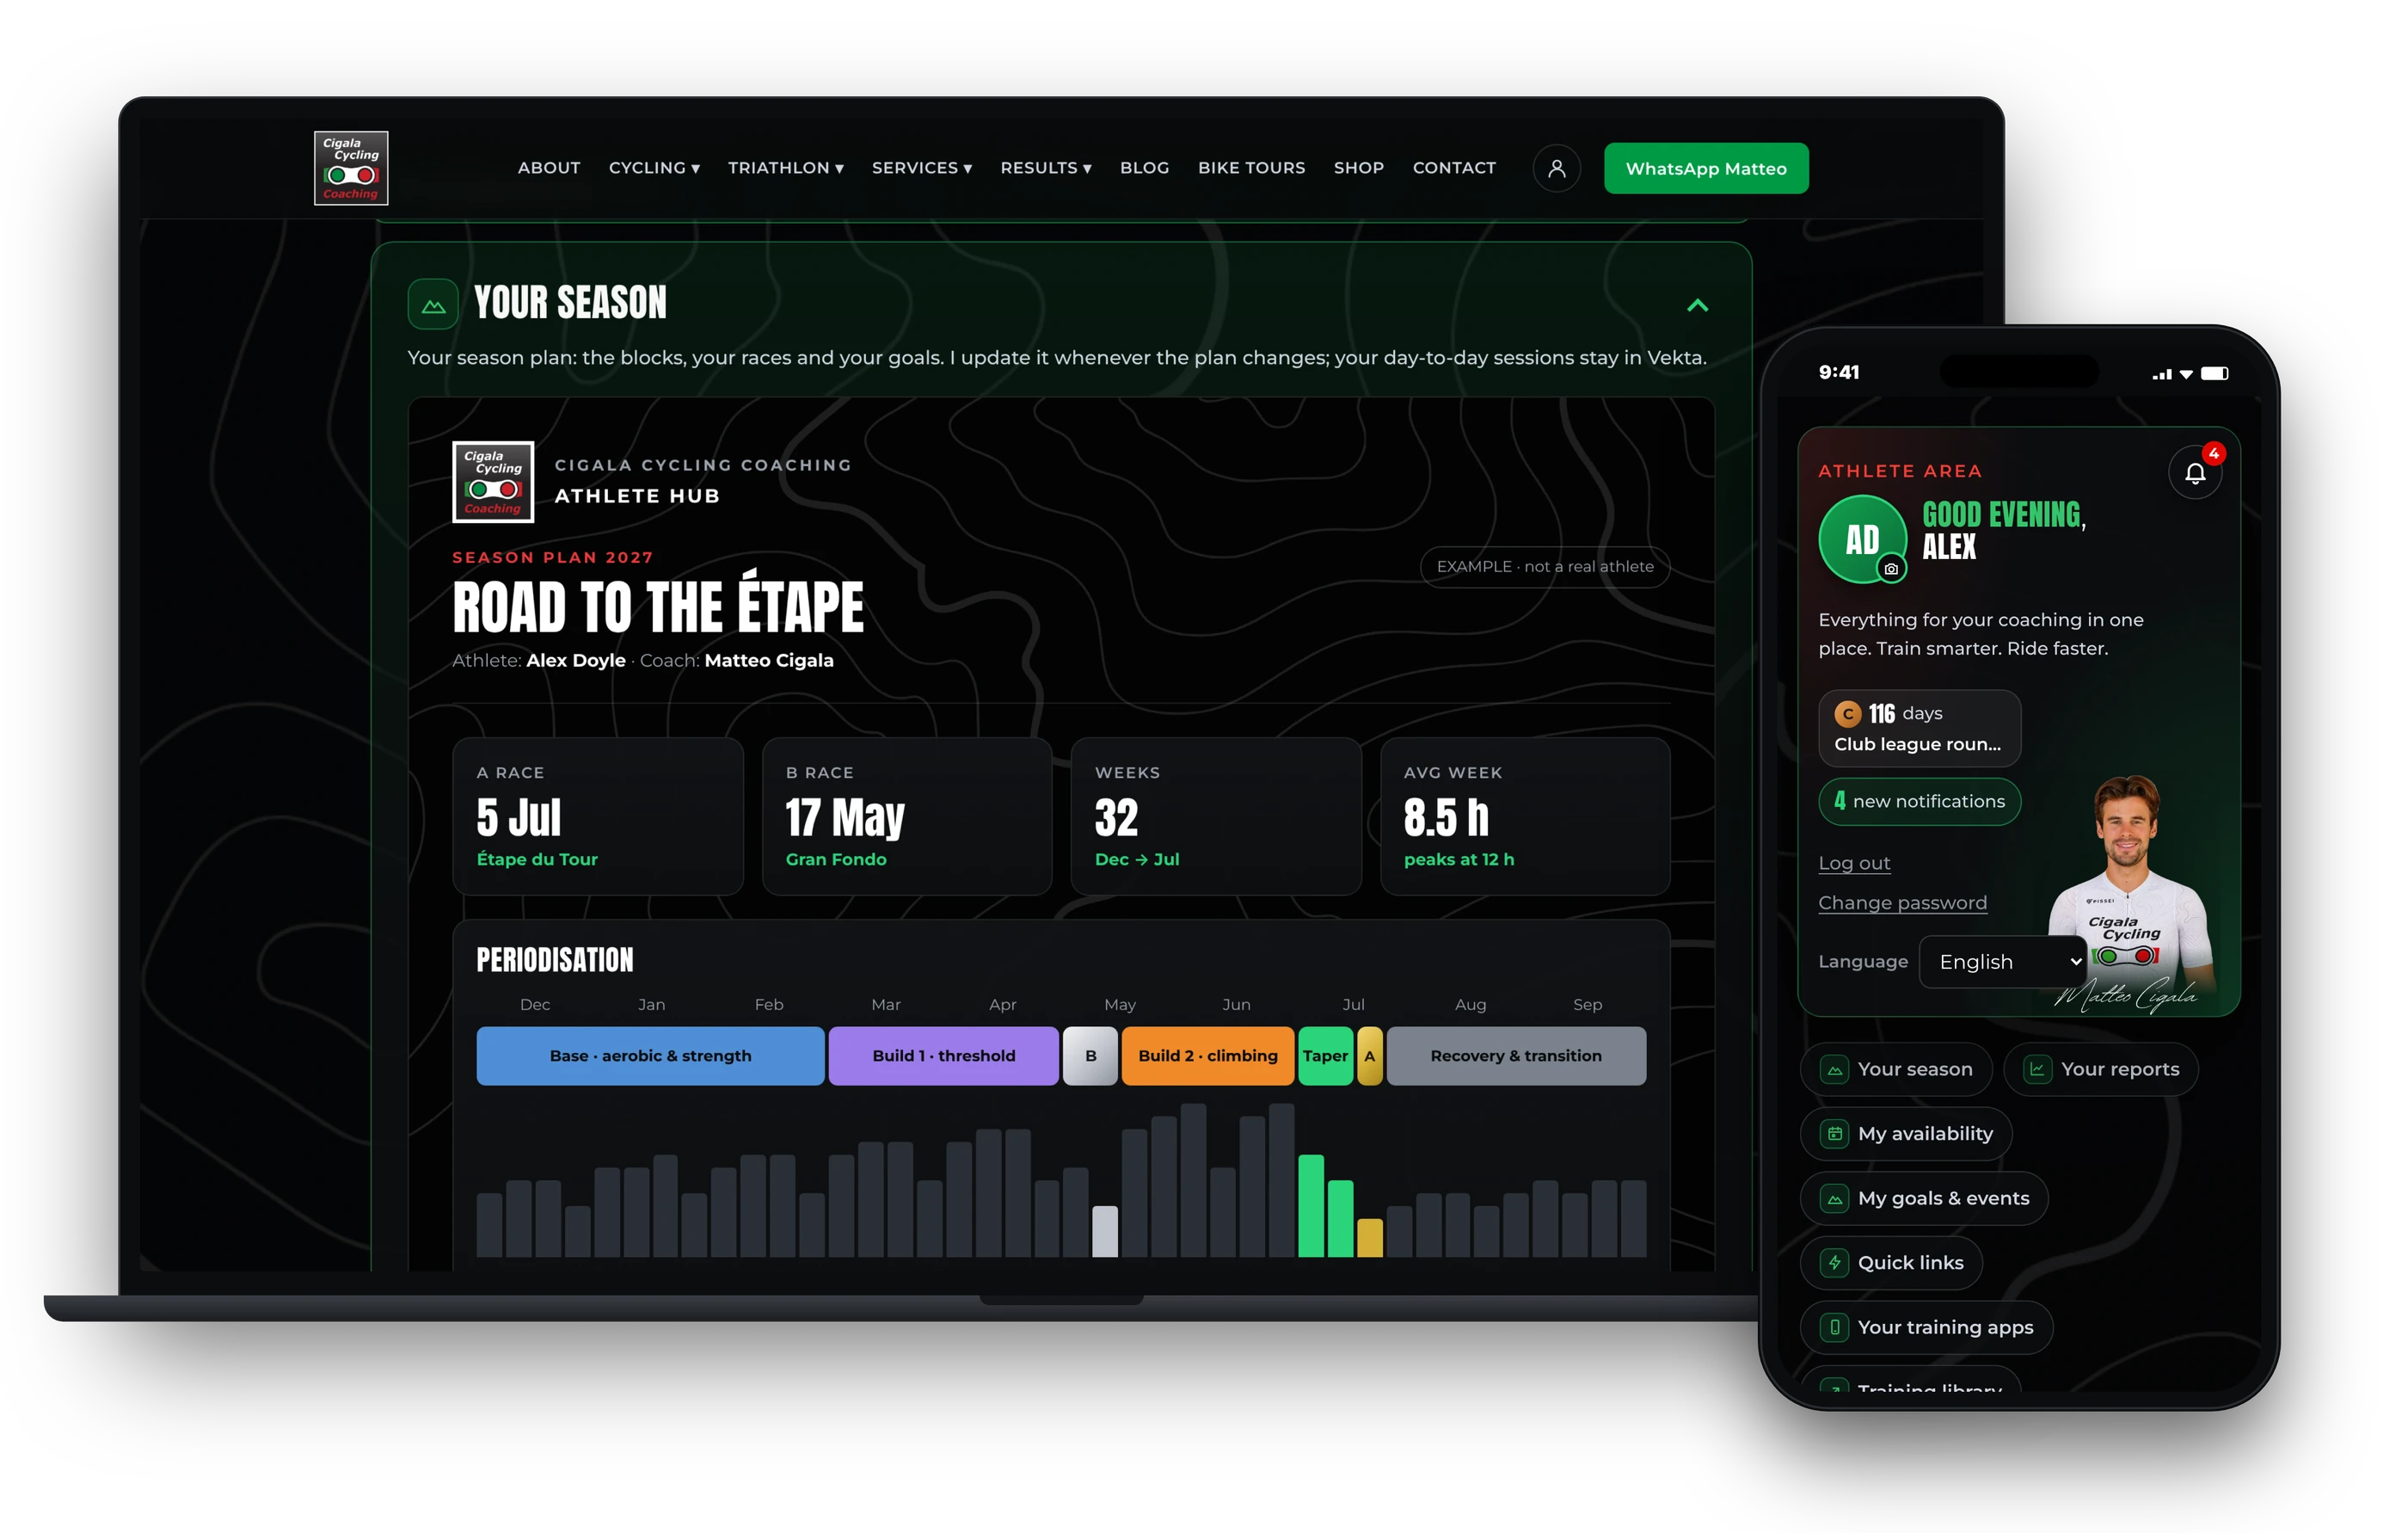 Cigala
Cycling
Coaching
ABOUT CYCLING ▾ TRIATHLON ▾ SERVICES ▾ RESULTS ▾ BLOG BIKE TOURS SHOP CONTACT WhatsApp Matteo
YOUR SEASON
Your season plan: the blocks, your races and your goals. I update it whenever the plan changes; your day-to-day sessions stay in Vekta.
Cigala
Cycling
Coaching
CIGALA CYCLING COACHING
ATHLETE HUB
SEASON PLAN 2027
ROAD TO THE ÉTAPE
EXAMPLE · not a real athlete
Athlete: Alex Doyle · Coach: Matteo Cigala
A RACE
5 Jul
Étape du Tour
B RACE
17 May
Gran Fondo
WEEKS
32
Dec → Jul
AVG WEEK
8.5 h
peaks at 12 h
PERIODISATION
Dec Jan Feb Mar Apr May Jun Jul Aug Sep
Base · aerobic & strength Build 1 · threshold B Build 2 · climbing Taper A Recovery & transition
9:41
ATHLETE AREA
4
AD
GOOD EVENING,
ALEX
Everything for your coaching in one
place. Train smarter. Ride faster.
C 116 days
Club league roun...
4 new notifications
Log out
Change password
Language English
PISSEI
Cigala
Cycling
Matteo Cigala
Your season
Your reports
My availability
My goals & events
Quick links
Your training apps
Training library